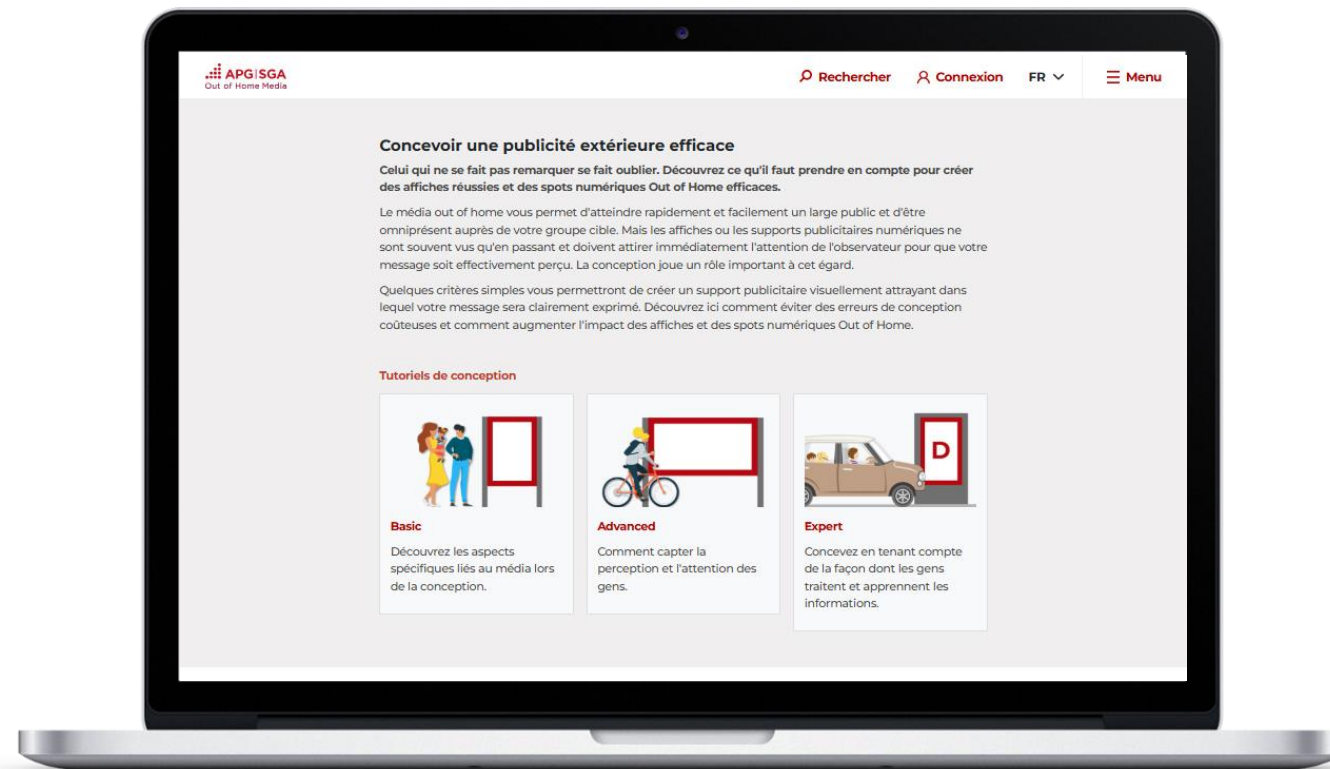 APG|SGA
Out of Home Media
Rechercher
Connexion
FR
Menu
Concevoir une publicité extérieure efficace
Celui qui ne se fait pas remarquer se fait oublier. Découvrez ce qu'il faut prendre en compte pour créer
des affiches réussies et des spots numériques Out of Home efficaces.
Le média out of home vous permet d'atteindre rapidement et facilement un large public et d'être
omniprésent auprès de votre groupe cible. Mais les affiches ou les supports publicitaires numériques ne
sont souvent vus qu'en passant et doivent attirer immédiatement l'attention de l'observateur pour que votre
message soit effectivement perçu. La conception joue un rôle important à cet égard.
Quelques critères simples vous permettront de créer un support publicitaire visuellement attrayant dans
lequel votre message sera clairement exprimé. Découvrez ici comment éviter des erreurs de conception
coûteuses et comment augmenter l'impact des affiches et des spots numériques Out of Home.
Tutoriels de conception
D
Basic
Découvrez les aspects
spécifiques liés au média lors
de la conception.
Advanced
Comment capter la
perception et l'attention des
gens.
Expert
Concevez en tenant compte
de la façon dont les gens
traitent et apprennent les
informations.